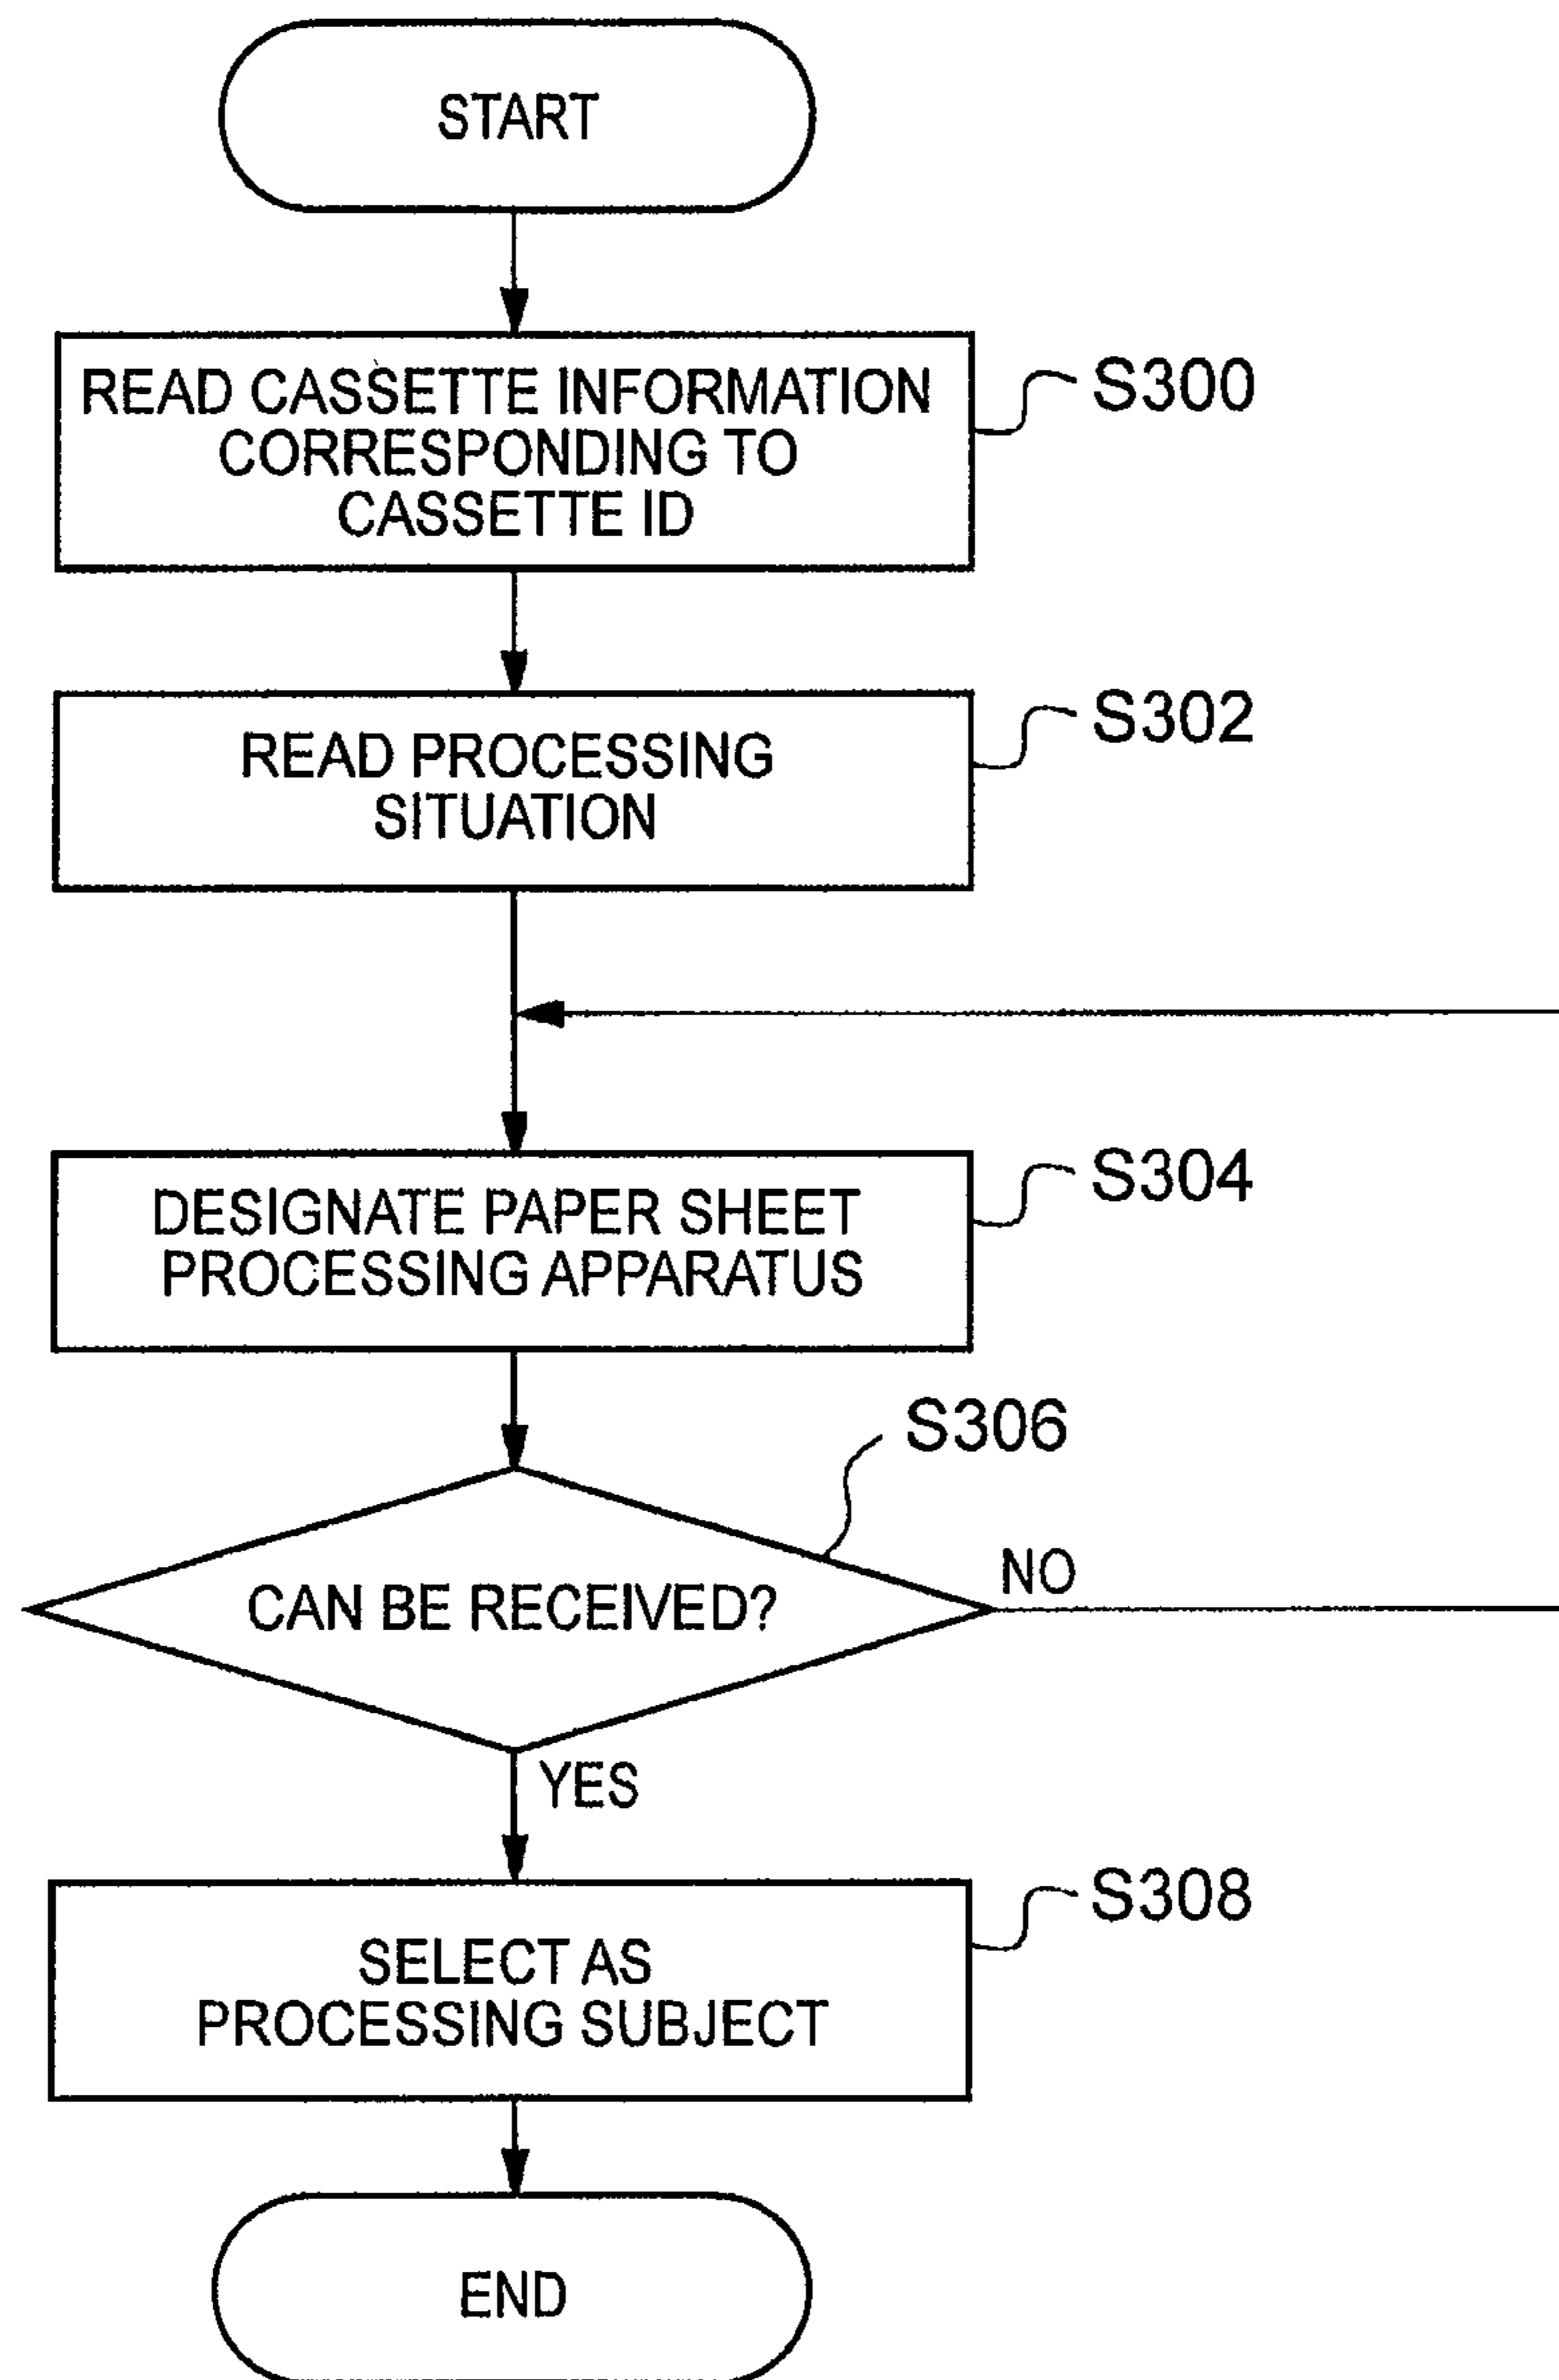 START
READ CASSETTE INFORMATION
CORRESPONDING TO
CASSETTE ID
S300
READ PROCESSING
SITUATION
S302
DESIGNATE PAPER SHEET
PROCESSING APPARATUS
S304
S306
CAN BE RECEIVED?
NO
YES
SELECT AS
PROCESSING SUBJECT
S308
END